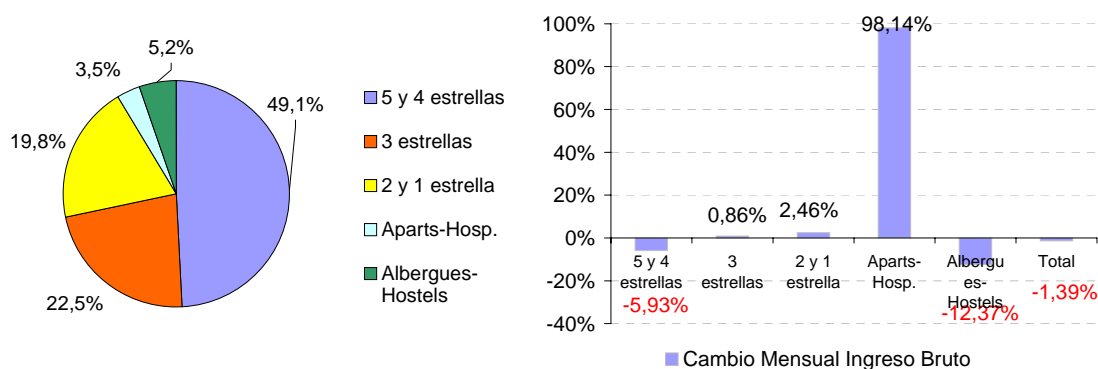 5,2%
3,5%
49,1%
19,8%
22,5%
5 y 4 estrellas
3 estrellas
2 y 1 estrella
Aparts-Hosp.
Albergues-
Hostels
100%
80%
60%
40%
20%
0%
-20%
-40%
98,14%
0,86%
2,46%
5 y 4
estrellas
-5,93%
3
estrellas
2 y 1
estrella
Aparts-
Hosp.
Albergu
es-
Hostels
-12,37%
Total
-1,39%
Cambio Mensual Ingreso Bruto